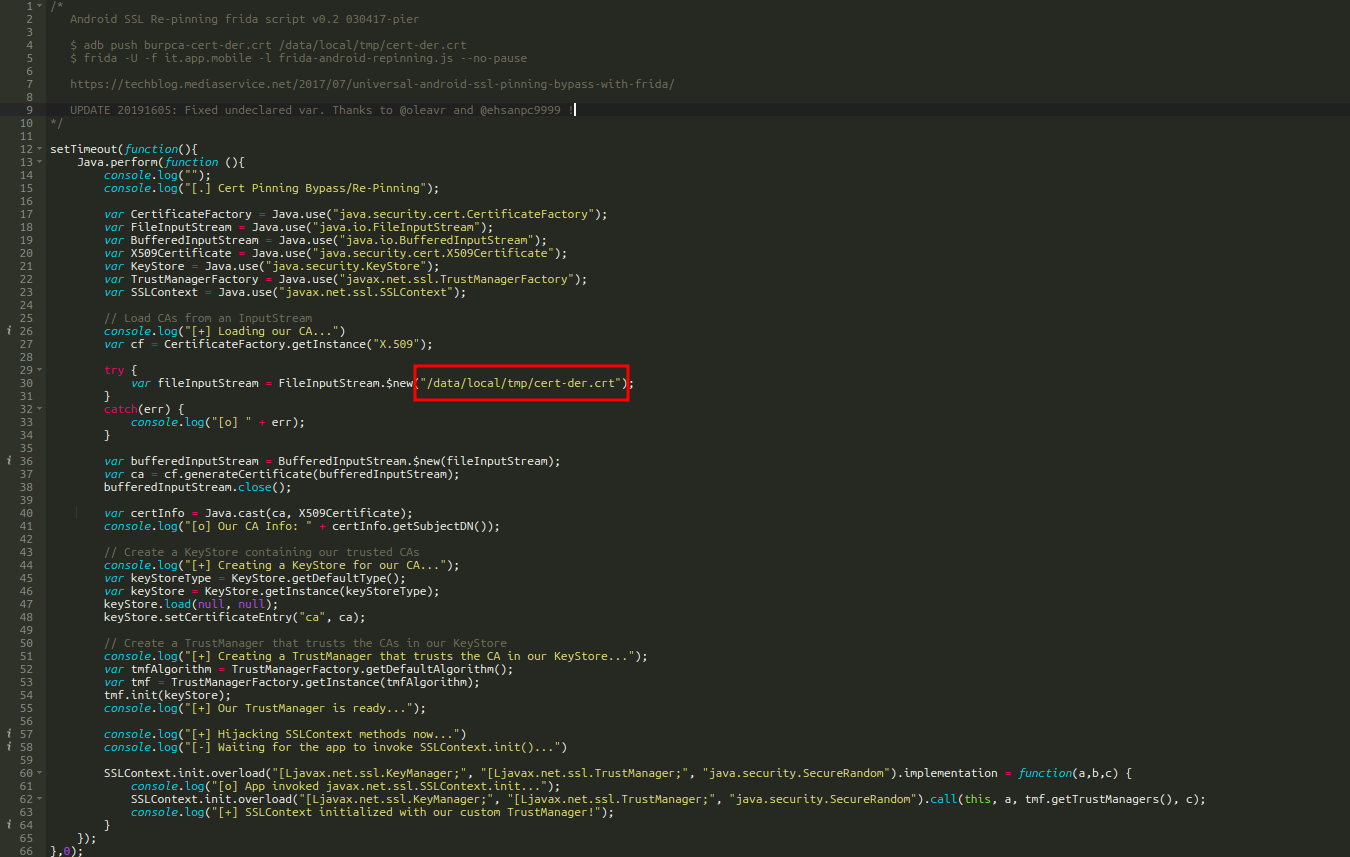 1 /*
2 Android SSL Re-pinning frida script v0.2 030417-pier
3
4 $ adb push burpca-cert-der.crt /data/local/tmp/cert-der.crt
5 $ frida -U -f it.app.mobile -l frida-android-repinning.js --no-pause
6
7 https://techblog.mediaservice.net/2017/07/universal-android-ssl-pinning-bypass-with-frida/
8
9 UPDATE 20191605: Fixed undeclared var. Thanks to @oleavr and @ehsanpc9999 !
10 */
11
12 setTimeout(function(){
13 Java.perform(function (){
14 console.log("");
15 console.log("[.] Cert Pinning Bypass/Re-Pinning");
16
17 var CertificateFactory = Java.use("java.security.cert.CertificateFactory");
18 var FileInputStream = Java.use("java.io.FileInputStream");
19 var BufferedInputStream = Java.use("java.io.BufferedInputStream");
20 var X509Certificate = Java.use("java.security.cert.X509Certificate");
21 var KeyStore = Java.use("java.security.KeyStore");
22 var TrustManagerFactory = Java.use("javax.net.ssl.TrustManagerFactory");
23 var SSLContext = Java.use("javax.net.ssl.SSLContext");
24
25 // Load CAs from an InputStream
i 26 console.log("[+] Loading our CA...")
27 var cf = CertificateFactory.getInstance("X.509");
28
29 try {
30 var fileInputStream = FileInputStream.$new("/data/local/tmp/cert-der.crt");
31 }
32 catch(err) {
33 console.log("[o] " + err);
34 }
35
i 36 var bufferedInputStream = BufferedInputStream.$new(fileInputStream);
37 var ca = cf.generateCertificate(bufferedInputStream);
38 bufferedInputStream.close();
39
40 var certInfo = Java.cast(ca, X509Certificate);
41 console.log("[o] Our CA Info: " + certInfo.getSubjectDN());
42
43 // Create a KeyStore containing our trusted CAs
44 console.log("[+] Creating a KeyStore for our CA...");
45 var keyStoreType = KeyStore.getDefaultType();
46 var keyStore = KeyStore.getInstance(keyStoreType);
47 keyStore.load(null, null);
48 keyStore.setCertificateEntry("ca", ca);
49
50 // Create a TrustManager that trusts the CAs in our KeyStore
51 console.log("[+] Creating a TrustManager that trusts the CA in our KeyStore...");
52 var tmfAlgorithm = TrustManagerFactory.getDefaultAlgorithm();
53 var tmf = TrustManagerFactory.getInstance(tmfAlgorithm);
54 tmf.init(keyStore);
55 console.log("[+] Our TrustManager is ready...");
56
i 57 console.log("[+] Hijacking SSLContext methods now...")
i 58 console.log("[-] Waiting for the app to invoke SSLContext.init()...")
59
60 SSLContext.init.overload("[Ljavax.net.ssl.KeyManager;", "[Ljavax.net.ssl.TrustManager;", "java.security.SecureRandom").implementation = function(a,b,c) {
61 console.log("[o] App invoked javax.net.ssl.SSLContext.init...");
62 SSLContext.init.overload("[Ljavax.net.ssl.KeyManager;", "[Ljavax.net.ssl.TrustManager;", "java.security.SecureRandom").call(this, a, tmf.getTrustManagers(), c);
63 console.log("[+] SSLContext initialized with our custom TrustManager!");
i 64 }
65 });
66 },0);